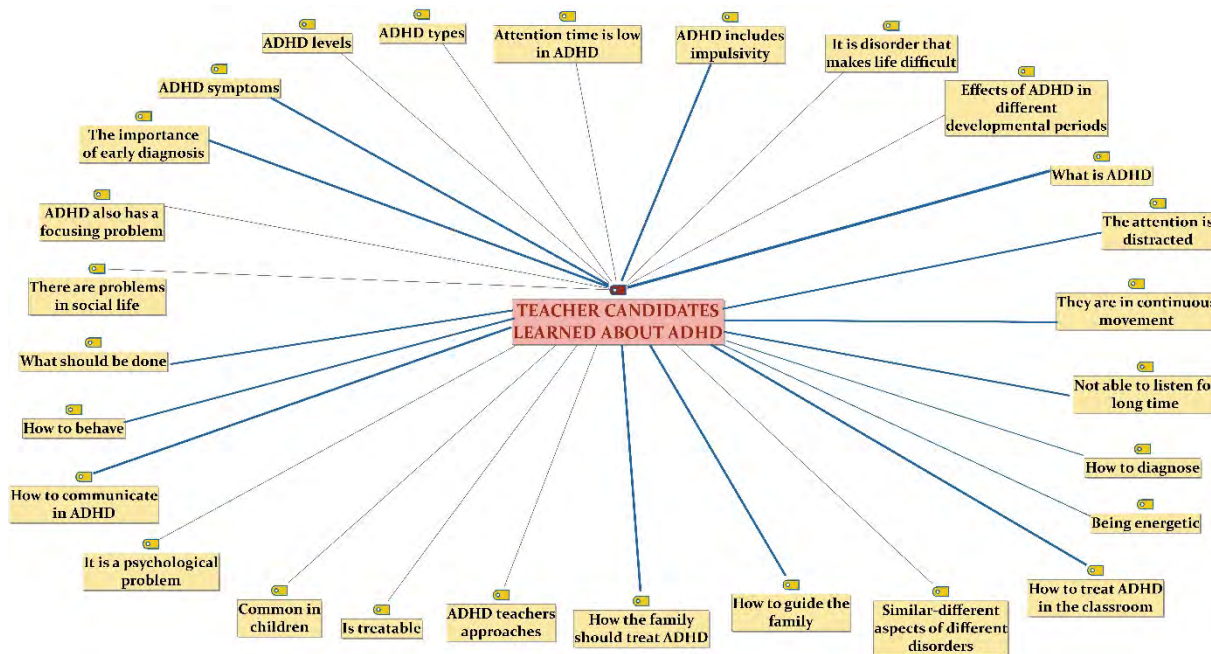 ADHD levels
ADHD types
Attention time is low
in ADHD
ADHD includes
impulsivity
It is disorder that
makes life difficult
ADHD symptoms
Effects of ADHD in
different
developmental periods
The importance
of early diagnosis
What is ADHD
ADHD also has a
focusing problem
The attention is
distracted
There are problems
in social life
They are in continuous
movement
TEACHER CANDIDATES
LEARNED ABOUT ADHD
What should be done
Not able to listen fo
long time
How to behave
How to diagnose
How to communicate
in ADHD
Being energetic
It is a psychological
problem
How to treat ADHD
in the classroom
Common in
children
Is treatable
ADHD teachers
approaches
How the family
should treat ADHD
How to guide the
family
Similar-different
aspects of different
disorders